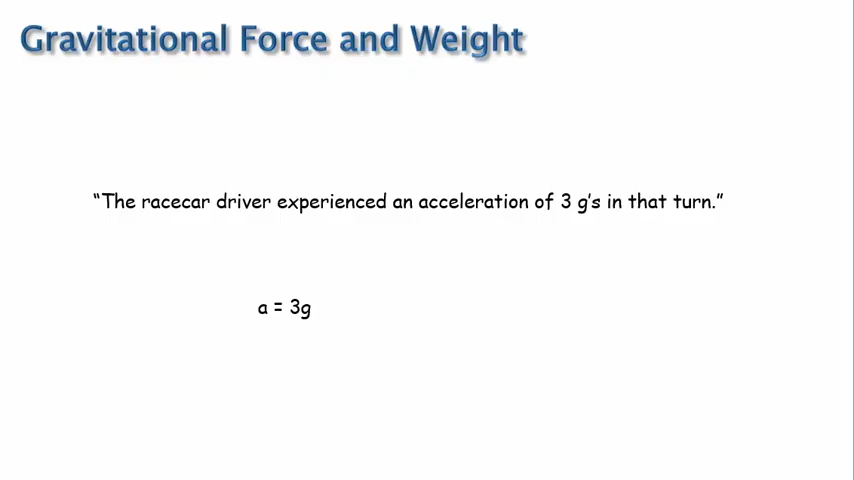 Gravitational Force and Weight
“The racecar driver experienced an acceleration of 3 g’s in that turn.”
a = 3g